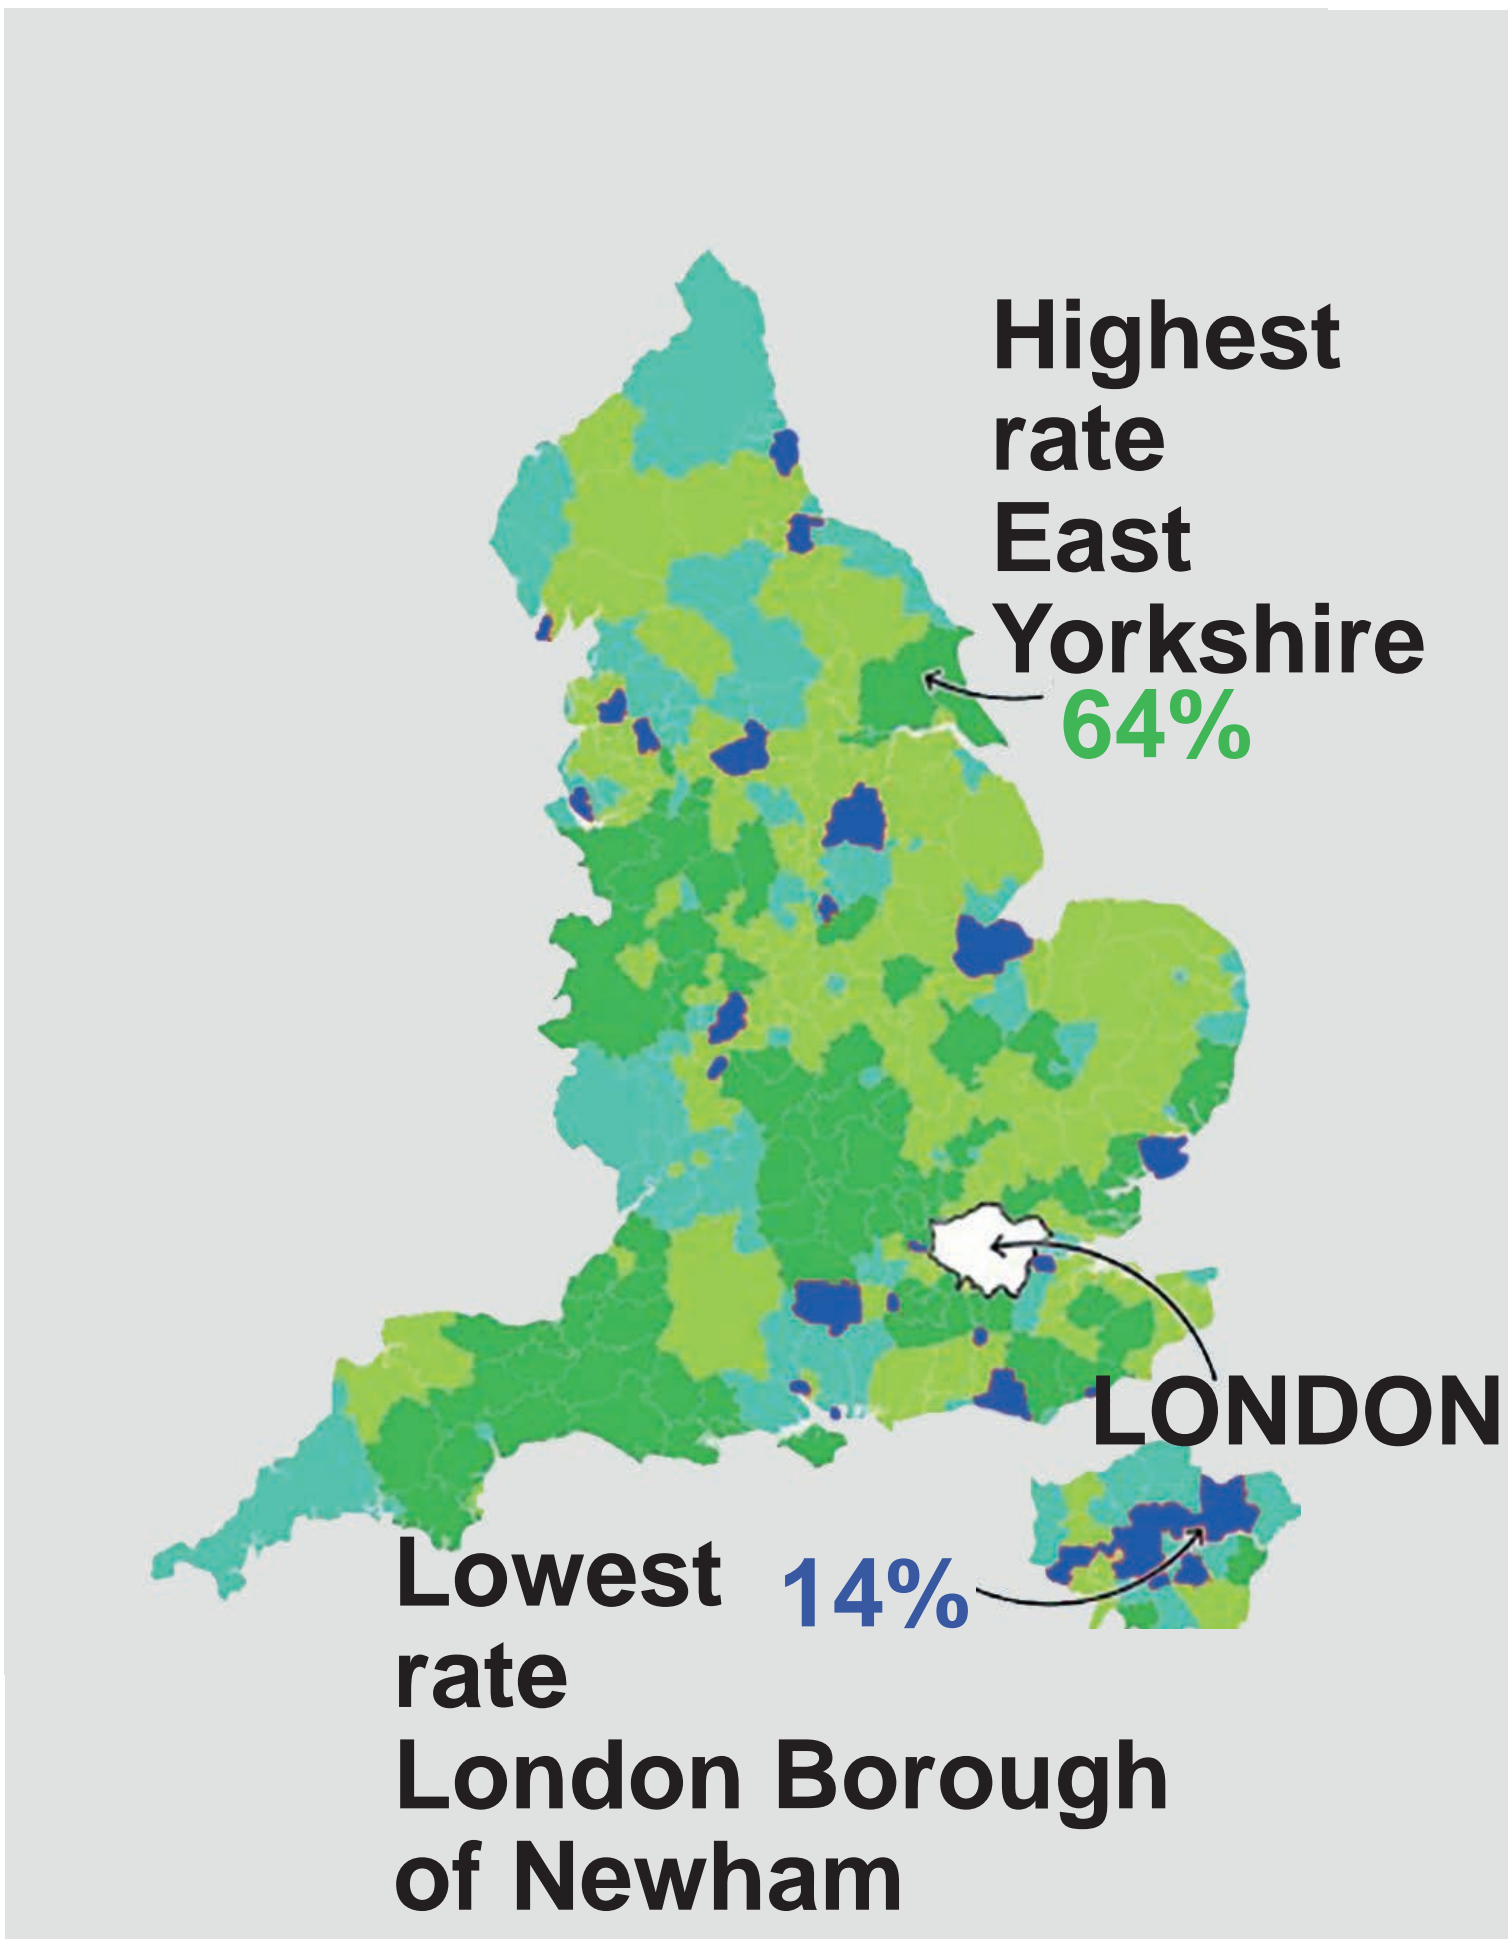 Highest
rate
East
Yorkshire
64%
LONDON
Lowest 14%
rate
London Borough
of Newham